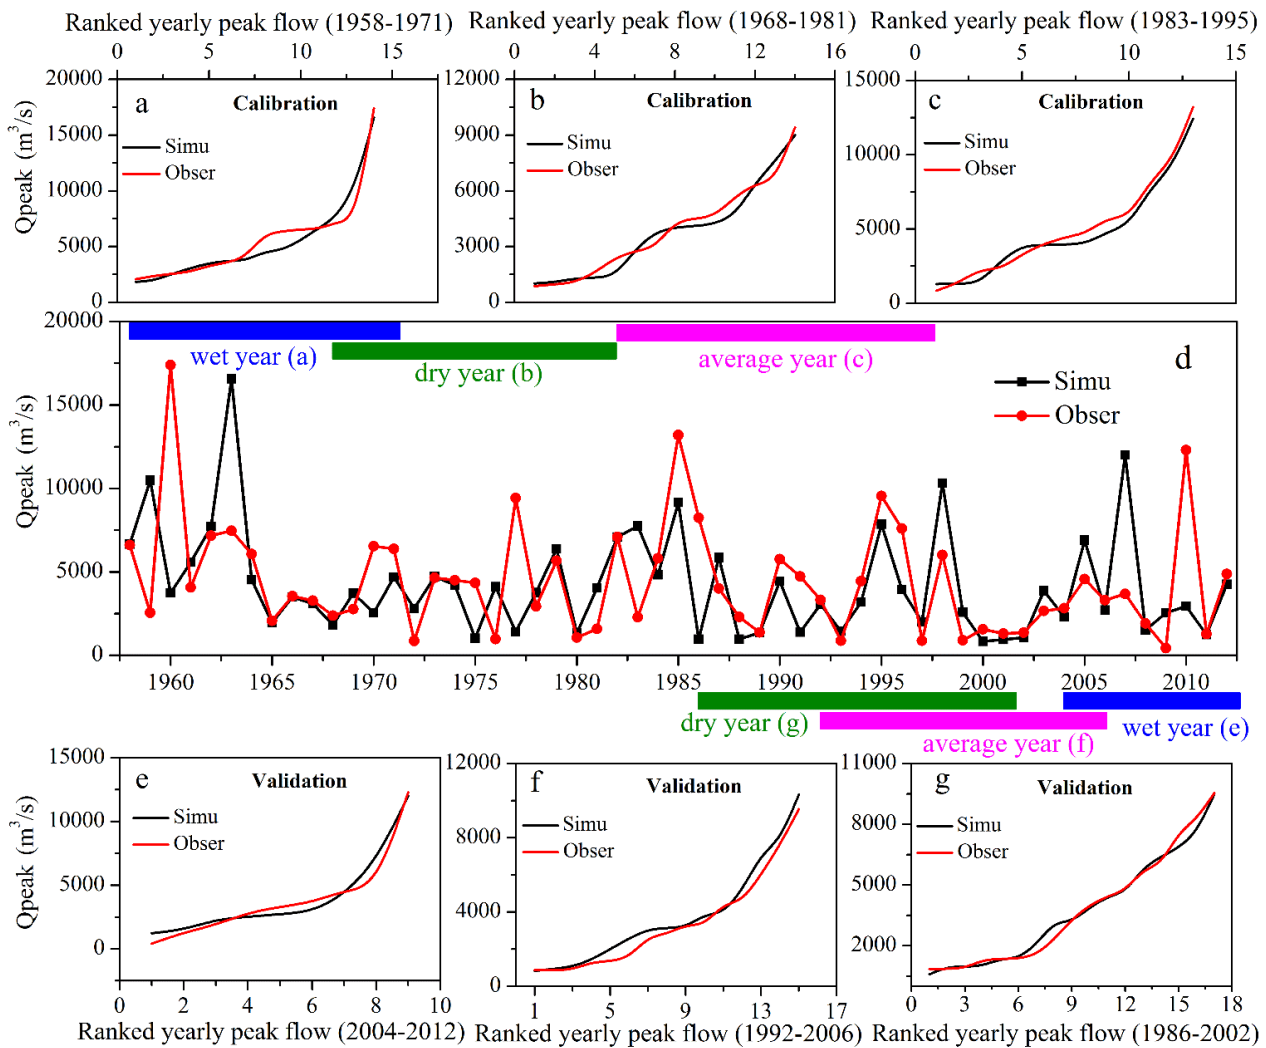 Ranked yearly peak flow (1958-1971)
0 5 10 15
Ranked yearly peak flow (1968-1981)
0 4 8 12 16
Ranked yearly peak flow (1983-1995)
0 5 10 15
Qpeak (m³/s)
20000
15000
10000
5000
0
a
Calibration
Simu
Obser
12000
9000
6000
3000
0
b
Calibration
Simu
Obser
15000
10000
5000
0
c
Calibration
Simu
Obser
Qpeak (m³/s)
20000
15000
10000
5000
0
wet year (a)
dry year (b)
average year (c)
d
Simu
Obser
1960 1965 1970 1975 1980 1985 1990 1995 2000 2005 2010
dry year (g)
average year (f)
wet year (e)
Qpeak (m³/s)
15000
10000
5000
0
e
Validation
Simu
Obser
0 2 4 6 8 10
Ranked yearly peak flow (2004-2012)
12000
8000
4000
0
f
Validation
Simu
Obser
1 5 9 13 17
Ranked yearly peak flow (1992-2006)
11000
8000
5000
2000
g
Validation
Simu
Obser
0 3 6 9 12 15 18
Ranked yearly peak flow (1986-2002)